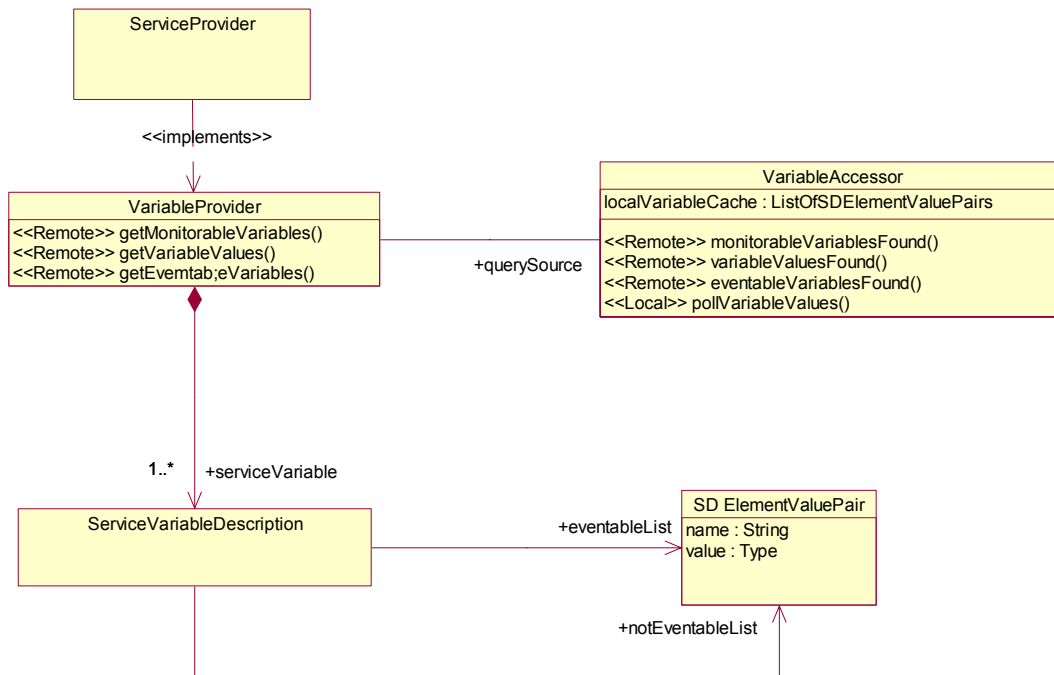 ServiceProvider
<<implements>>
VariableProvider
<<Remote>> getMonitorableVariables()
<<Remote>> getVariableValues()
<<Remote>> getEvemtab;eVariables()
+querySource
VariableAccessor
localVariableCache : ListOfSDElementValuePairs
<<Remote>> monitorableVariablesFound()
<<Remote>> variableValuesFound()
<<Remote>> eventableVariablesFound()
<<Local>> pollVariableValues()
1..*
+serviceVariable
ServiceVariableDescription
+eventableList
SD ElementValuePair
name : String
value : Type
+notEventableList